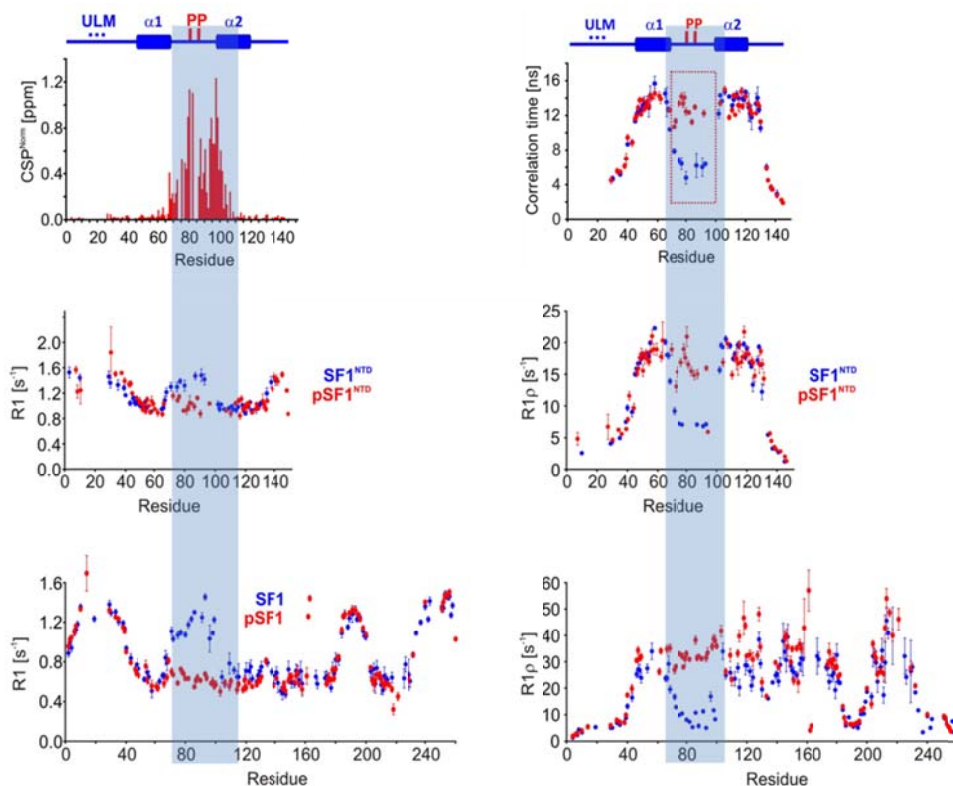 ULM α1 PP α2
CSP^Norm [ppm]
1.2
0.8
0.4
0.0
0 20 40 60 80 100 120 140
Residue
ULM α1 PP α2
Correlation time [ns]
16
12
8
4
0
0 20 40 60 80 100 120 140
Residue
R1 [s⁻¹]
2.0
1.6
1.2
0.8
0.4
0.0
0 20 40 60 80 100 120 140
Residue
SF1^NTD
pSF1^NTD
R1ρ [s⁻¹]
25
20
15
10
5
0
0 20 40 60 80 100 120 140
Residue
SF1^NTD
pSF1^NTD
R1 [s⁻¹]
1.6
1.2
0.8
0.4
0.0
0 40 80 120 160 200 240
Residue
SF1
pSF1
R1ρ [s⁻¹]
60
50
40
30
20
10
0
0 40 80 120 160 200 240
Residue